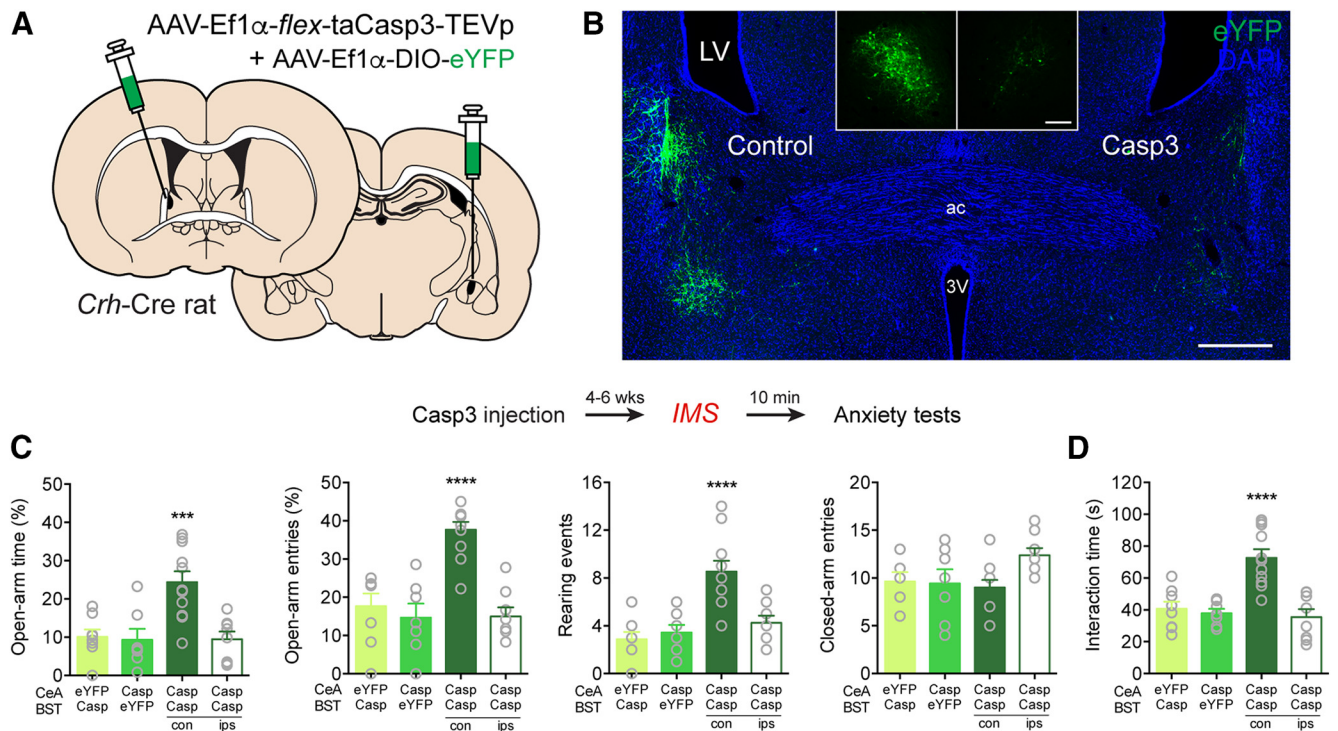 A
AAV-Ef1α-flex-taCasp3-TEVp
+ AAV-Ef1α-DIO-eYFP
Crh-Cre rat
B
LV
eYFP
DAPI
Control
Casp3
ac
3V
Casp3 injection
4-6 wks
IMS
10 min
Anxiety tests
C
Open-arm time (%)
50
40
30
20
10
0
***
CeA eYFP Casp Casp Casp
BST Casp eYFP Casp Casp
con ips
Open-arm entries (%)
50
40
30
20
10
0
****
CeA eYFP Casp Casp Casp
BST Casp eYFP Casp Casp
con ips
Rearing events
16
12
8
4
0
****
CeA eYFP Casp Casp Casp
BST Casp eYFP Casp Casp
con ips
Closed-arm entries
20
15
10
5
0
CeA eYFP Casp Casp Casp
BST Casp eYFP Casp Casp
con ips
D
Interaction time (s)
120
100
80
60
40
20
0
****
CeA eYFP Casp Casp Casp
BST Casp eYFP Casp Casp
con ips